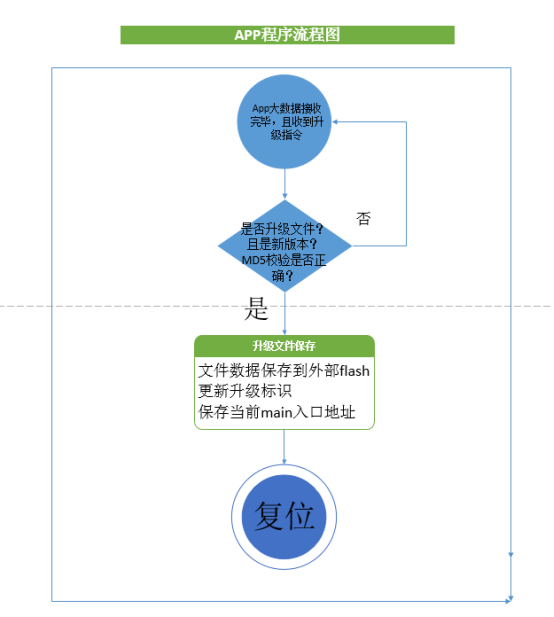 APP程序流程图
App大数据接收
完毕，且收到升
级指令
否
是否升级文件？
且是新版本？
MD5校验是否正
确？
是
升级文件保存
文件数据保存到外部flash
更新升级标识
保存当前main入口地址
复位